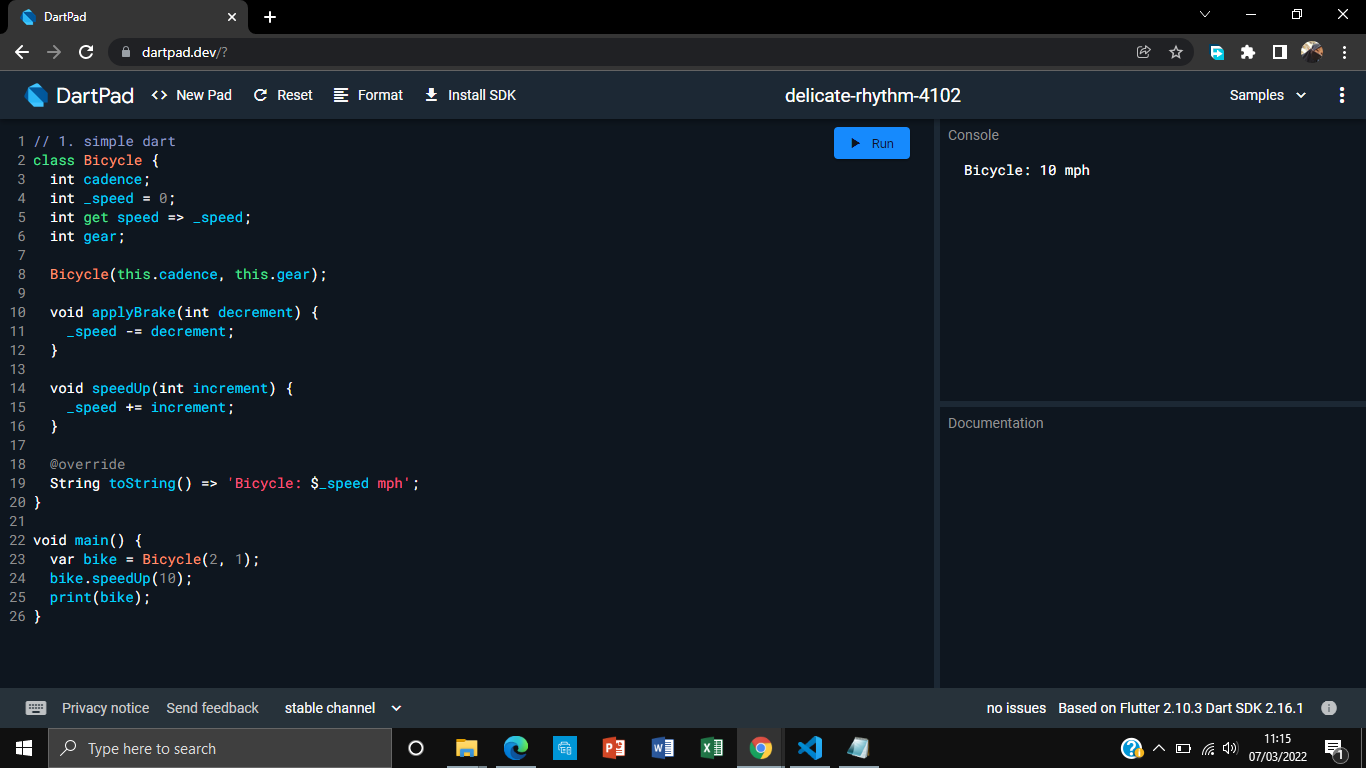 DartPad
dartpad.dev/?
DartPad
New Pad
Reset
Format
Install SDK
delicate-rhythm-4102
Samples
1 // 1. simple dart
2 class Bicycle {
3   int cadence;
4   int _speed = 0;
5   int get speed => _speed;
6   int gear;
7
8   Bicycle(this.cadence, this.gear);
9
10   void applyBrake(int decrement) {
11     _speed -= decrement;
12   }
13
14   void speedUp(int increment) {
15     _speed += increment;
16   }
17
18   @override
19   String toString() => 'Bicycle: $_speed mph';
20 }
21
22 void main() {
23   var bike = Bicycle(2, 1);
24   bike.speedUp(10);
25   print(bike);
26 }
Run
Console
Bicycle: 10 mph
Documentation
Privacy notice
Send feedback
stable channel
no issues
Based on Flutter 2.10.3 Dart SDK 2.16.1
Type here to search
11:15
07/03/2022
1